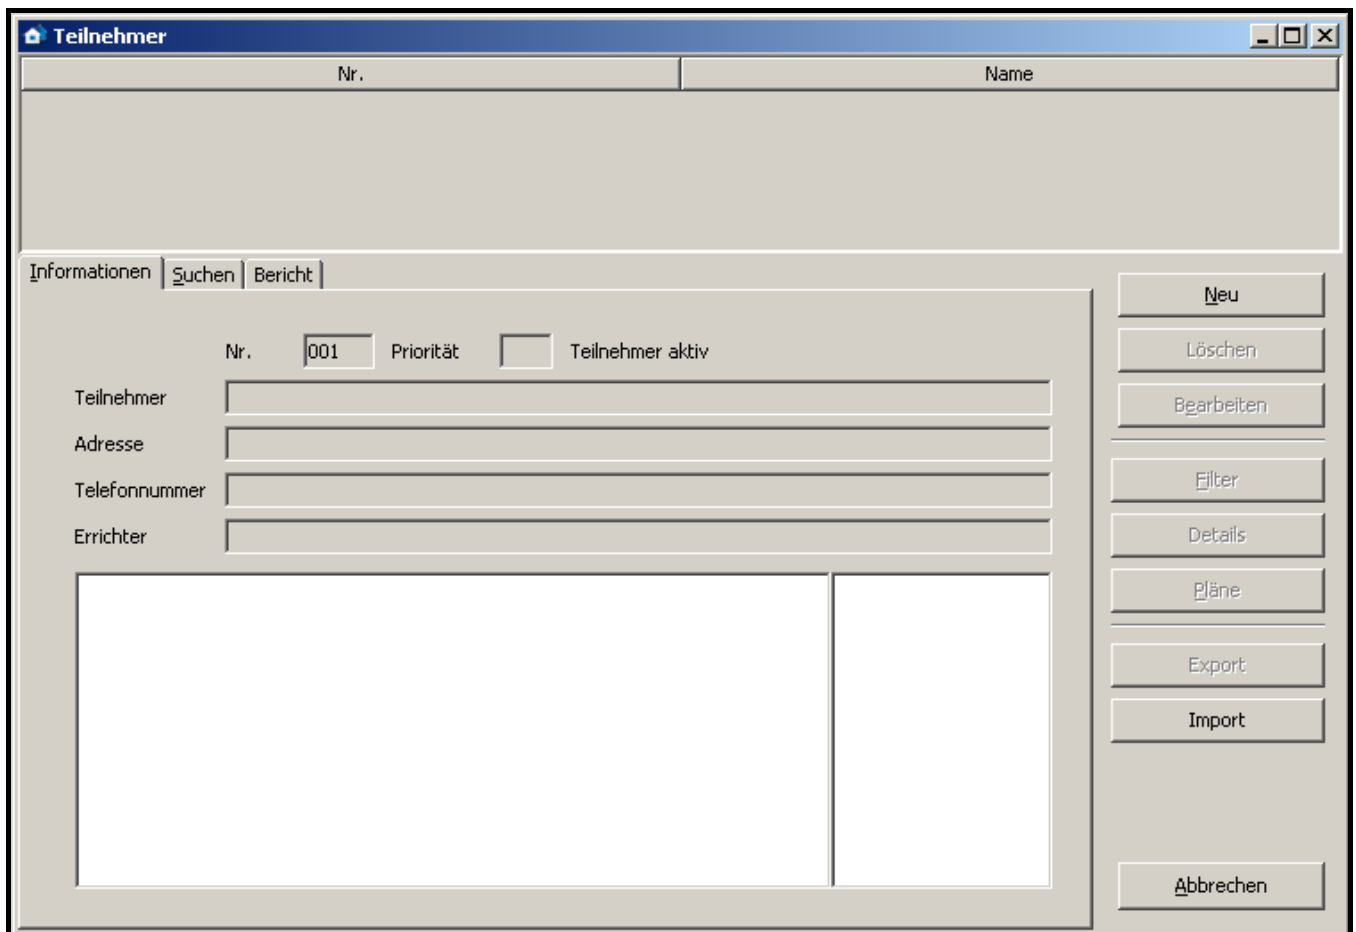 Teilnehmer
Nr. Name
Informationen Suchen Bericht
Neu
Nr. 001 Priorität Teilnehmer aktiv
Löschen
Teilnehmer
Bearbeiten
Adresse
Telefonnummer
Filter
Errichter
Details
Pläne
Export
Import
Abbrechen